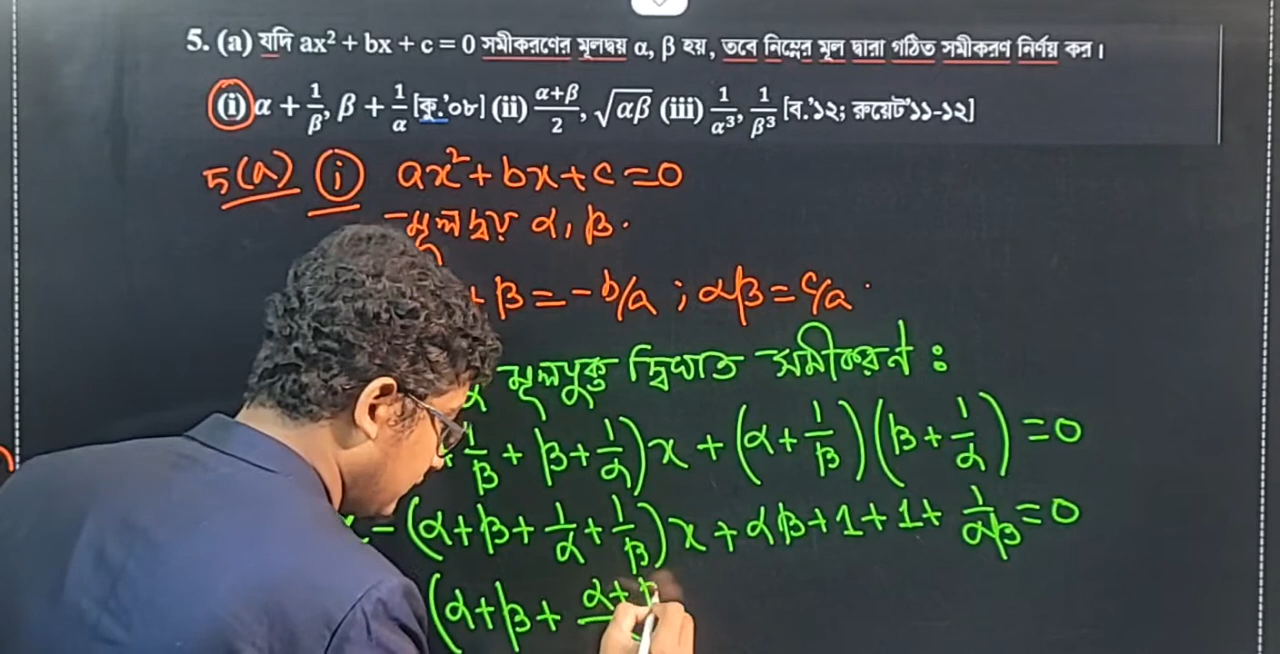 5. (a) যদি ax² + bx + c = 0 সমীকরণের মূলদ্বয় α, β হয়, তবে নিম্নের মূল দ্বারা গঠিত সমীকরণ নির্ণয় কর।
(i) α + 1/β, β + 1/α [কু.'০৮] (ii) (α+β)/2, √(αβ) (iii) 1/α³, 1/β³ [ব.'১২; রুয়েট'১১-১২]
5(a) (i) ax² + bx + c = 0
মূলদ্বয় α, β.
+ β = -b/a ; αβ = c/a
মূলযুক্ত দ্বিঘাত সমীকরণ :
+ 1/β + β + 1/α)x + (α + 1/β)(β + 1/α) = 0
- (α + β + 1/α + 1/β)x + αβ + 1 + 1 + 1/αβ = 0
(α + β + α +